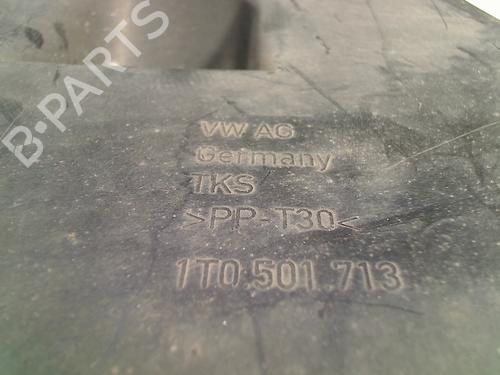 B-PARTS
VW AG
Germany
TKS
>PP-T30<
1T0.501.713